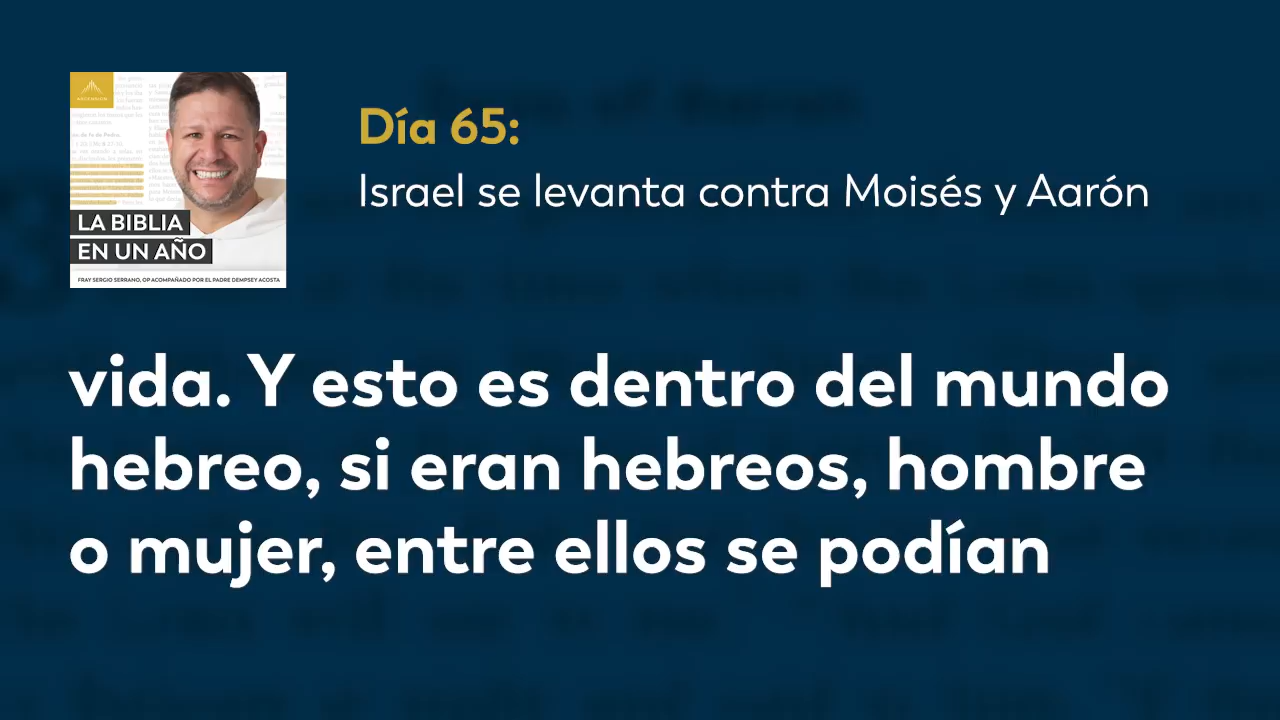 ASCENSION
LA BIBLIA
EN UN AÑO
FRAY SERGIO SERRANO, OP ACOMPAÑADO POR EL PADRE DEMPSEY ACOSTA
Día 65:
Israel se levanta contra Moisés y Aarón
vida. Y esto es dentro del mundo
hebreo, si eran hebreos, hombre
o mujer, entre ellos se podían